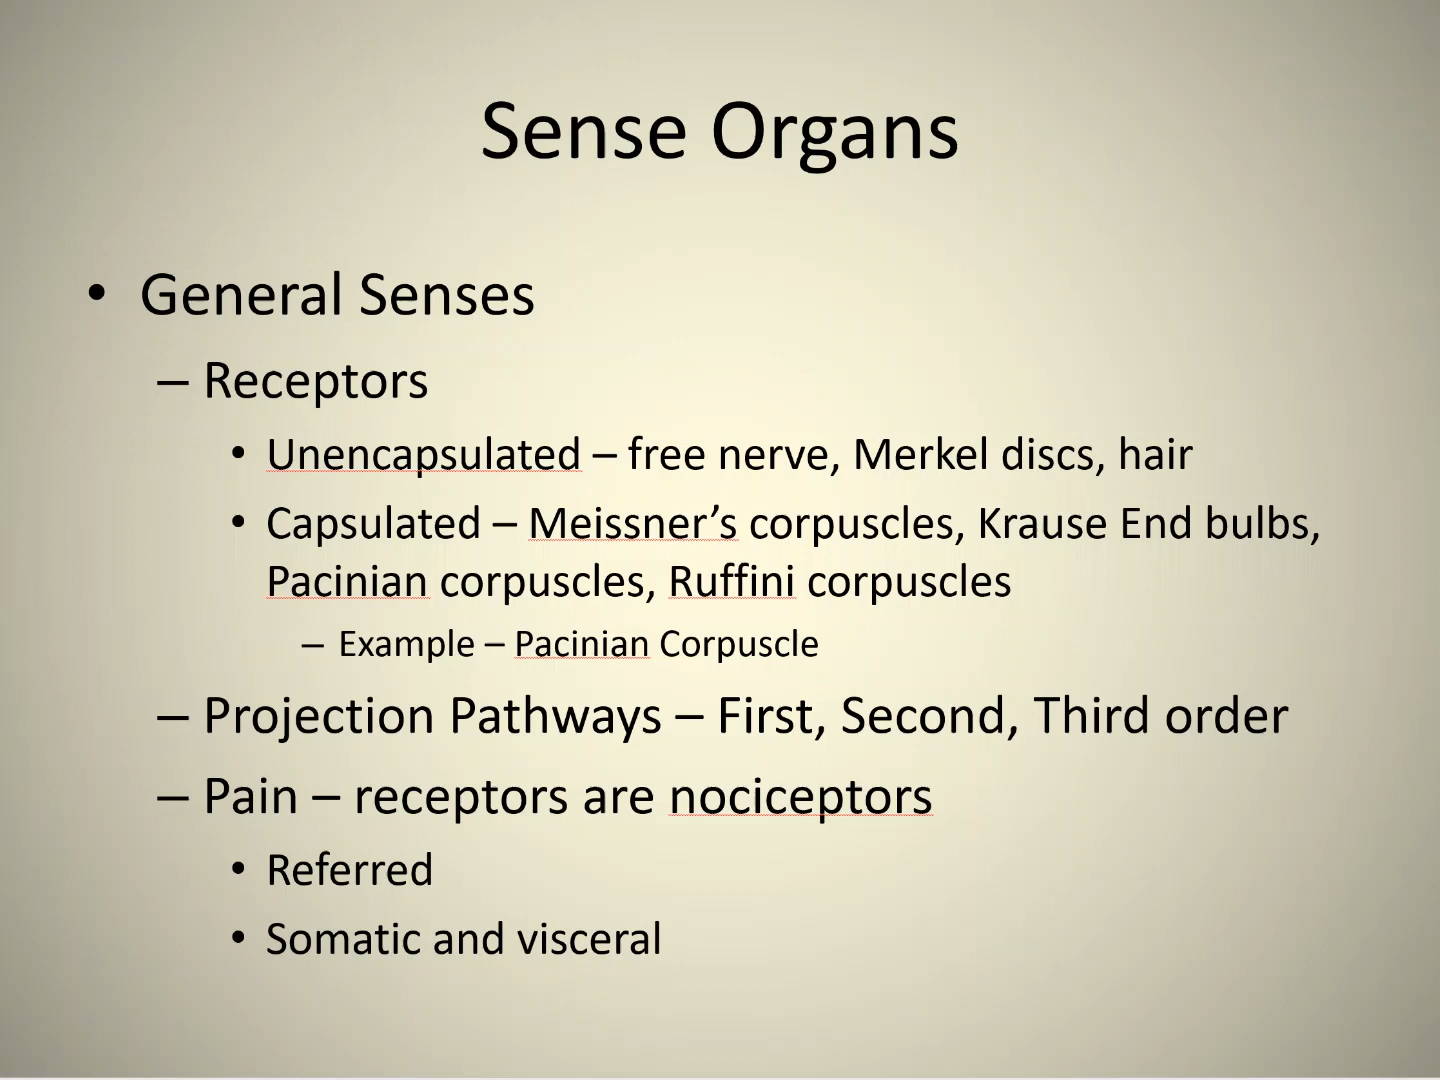 Sense Organs
• General Senses
– Receptors
• Unencapsulated – free nerve, Merkel discs, hair
• Capsulated – Meissner’s corpuscles, Krause End bulbs,
Pacinian corpuscles, Ruffini corpuscles
– Example – Pacinian Corpuscle
– Projection Pathways – First, Second, Third order
– Pain – receptors are nociceptors
• Referred
• Somatic and visceral